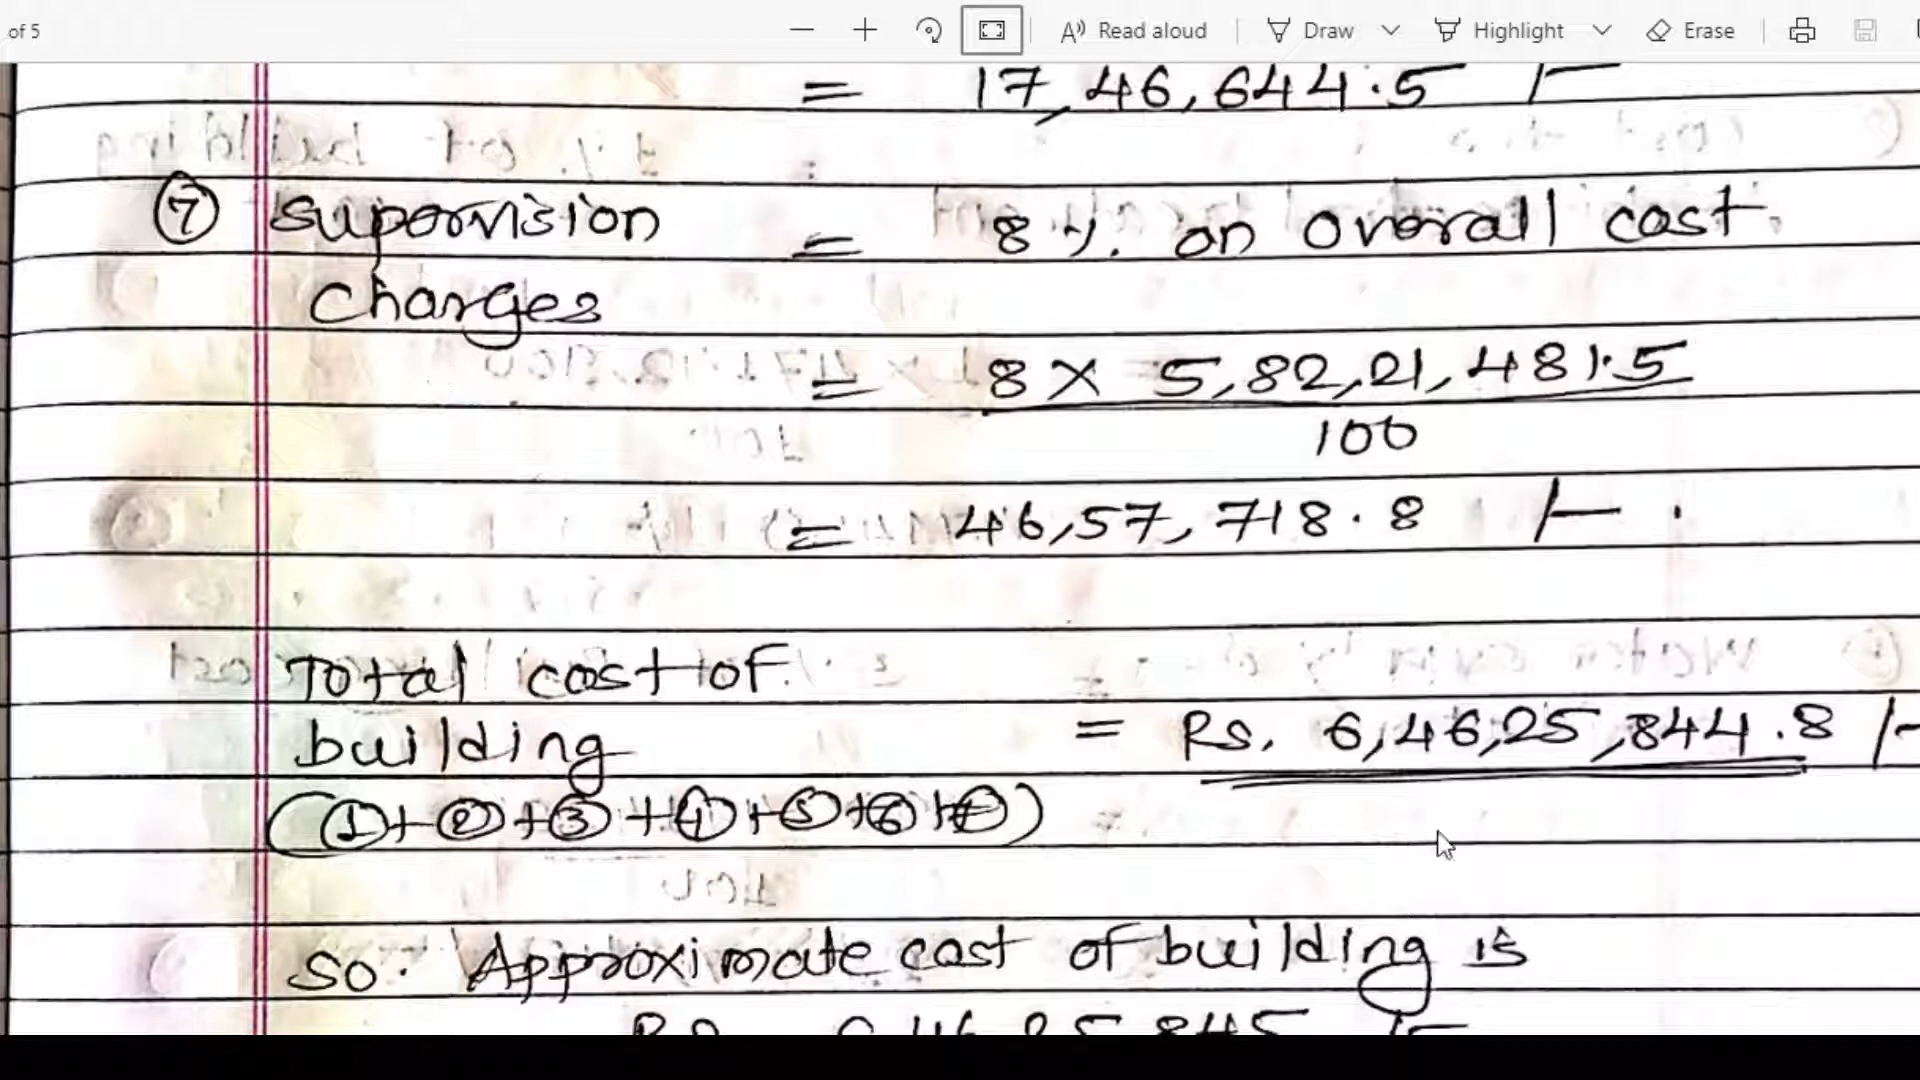 of 5 Read aloud Draw Highlight Erase
= 17,46,644.5 /-
⑦ Supervision = 8 %. on overall cost.
Charges
= 8 × 5,82,21,481.5
100
= 46,57,718.8 /- .
Total cost of
building = Rs. 6,46,25,844.8 /-
(①+②+③+④+⑤+⑥+⑦)
So. Approximate cost of building is